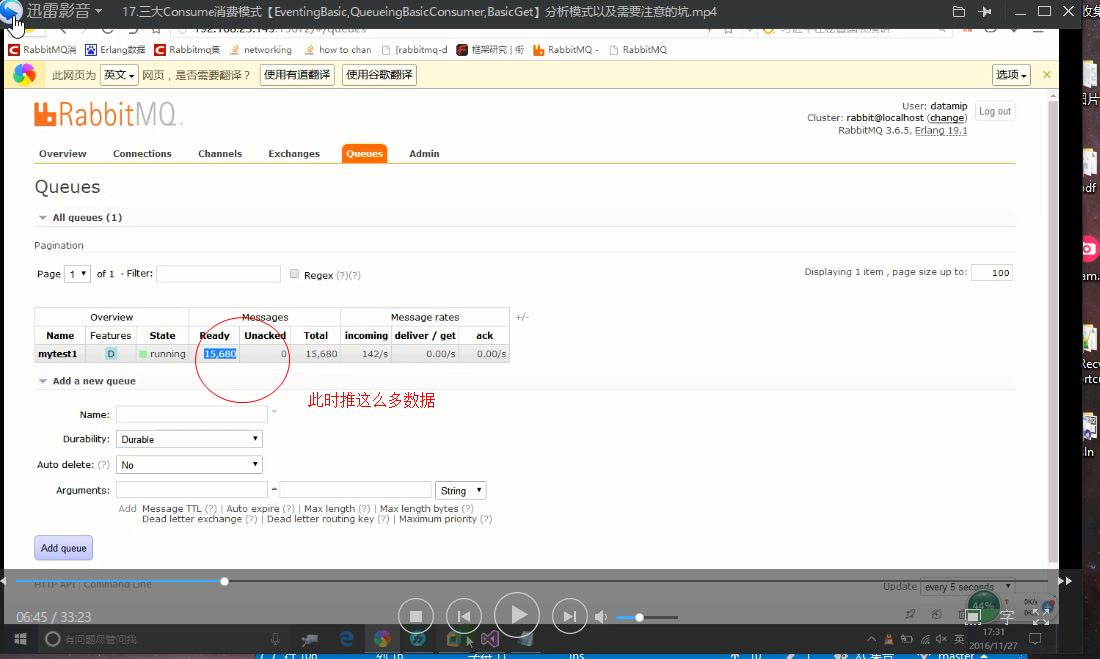 迅雷影音
17.三大Consume消费模式【EventingBasic,QueueingBasicConsumer,BasicGet】分析模式以及需要注意的坑.mp4
RabbitMQ消 Erlang数据 Rabbitmq集 networking how to chan [rabbitmq-d 框架研究 | 衔 RabbitMQ - RabbitMQ
此网页为 英文 网页，是否需要翻译？ 使用有道翻译 使用谷歌翻译 选项
RabbitMQ
User: datamip
Log out
Cluster: rabbit@localhost (change)
RabbitMQ 3.6.5, Erlang 19.1
Overview Connections Channels Exchanges Queues Admin
Queues
All queues (1)
Pagination
Page 1 of 1 - Filter: Regex (?)(?) Displaying 1 item , page size up to: 100
Overview Messages Message rates +/-
Name Features State Ready Unacked Total incoming deliver / get ack
mytest1 D running 15,680 0 15,680 142/s 0.00/s 0.00/s
Add a new queue
此时推这么多数据
Name: *
Durability: Durable
Auto delete: (?) No
Arguments: = String
Add Message TTL (?) | Auto expire (?) | Max length (?) | Max length bytes (?)
Dead letter exchange (?) | Dead letter routing key (?) | Maximum priority (?)
Add queue
HTTP API | Command Line
Update every 5 seconds
06:45 / 33:23
44%
字
有问题尽管问我
英
17:31
2016/11/27